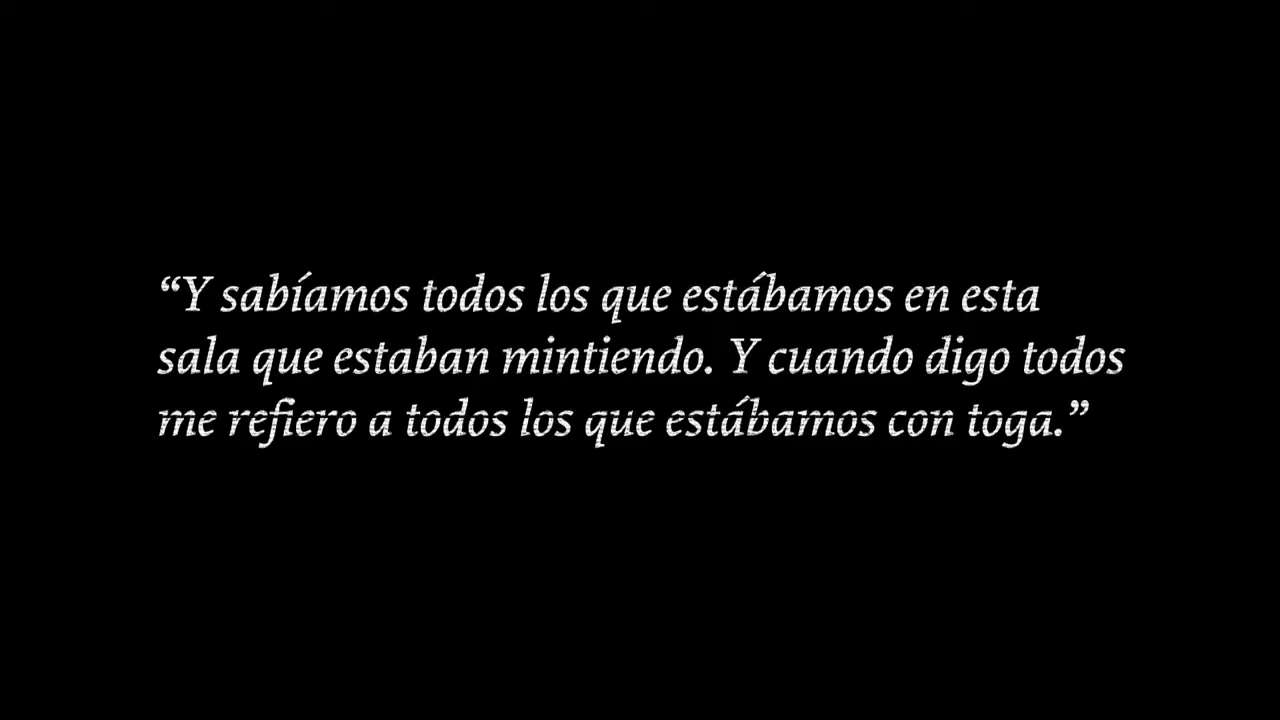 “Y sabíamos todos los que estábamos en esta
sala que estaban mintiendo. Y cuando digo todos
me refiero a todos los que estábamos con toga.”